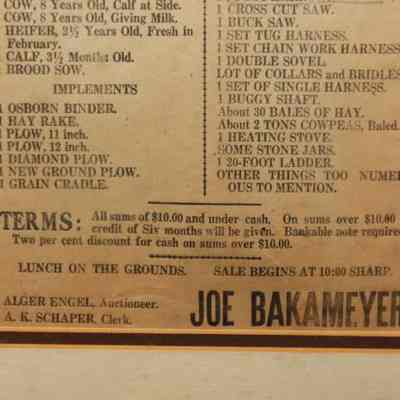 COW, 8 Years Old, Calf at Side.
COW, 8 Years Old, Giving Milk.
HEIFER, 2½ Years Old, Fresh in
February.
CALF, 3½ Months Old.
1 BROOD SOW.
IMPLEMENTS
1 OSBORN BINDER.
1 HAY RAKE.
1 PLOW, 11 inch.
1 PLOW, 12 inch.
1 DIAMOND PLOW.
1 NEW GROUND PLOW.
1 GRAIN CRADLE.
1 CROSS CUT SAW.
1 BUCK SAW.
1 SET TUG HARNESS.
1 SET CHAIN WORK HARNESS
1 DOUBLE SOVEL
LOT OF COLLARS and BRIDLES
1 SET OF SINGLE HARNESS.
1 BUGGY SHAFT.
About 30 BALES OF HAY.
About 2 TONS COWPEAS, Baled.
1 HEATING STOVE.
SOME STONE JARS.
1 20-FOOT LADDER.
OTHER THINGS TOO NUMER
OUS TO MENTION.
TERMS: All sums of $10.00 and under cash. On sums over $10.00
credit of Six months will be given. Bankable note required
Two per cent discount for cash on sums over $10.00.
LUNCH ON THE GROUNDS. SALE BEGINS AT 10:00 SHARP.
ALGER ENGEL, Auctioneer.
A. K. SCHAPER, Clerk.
JOE BAKAMEYER